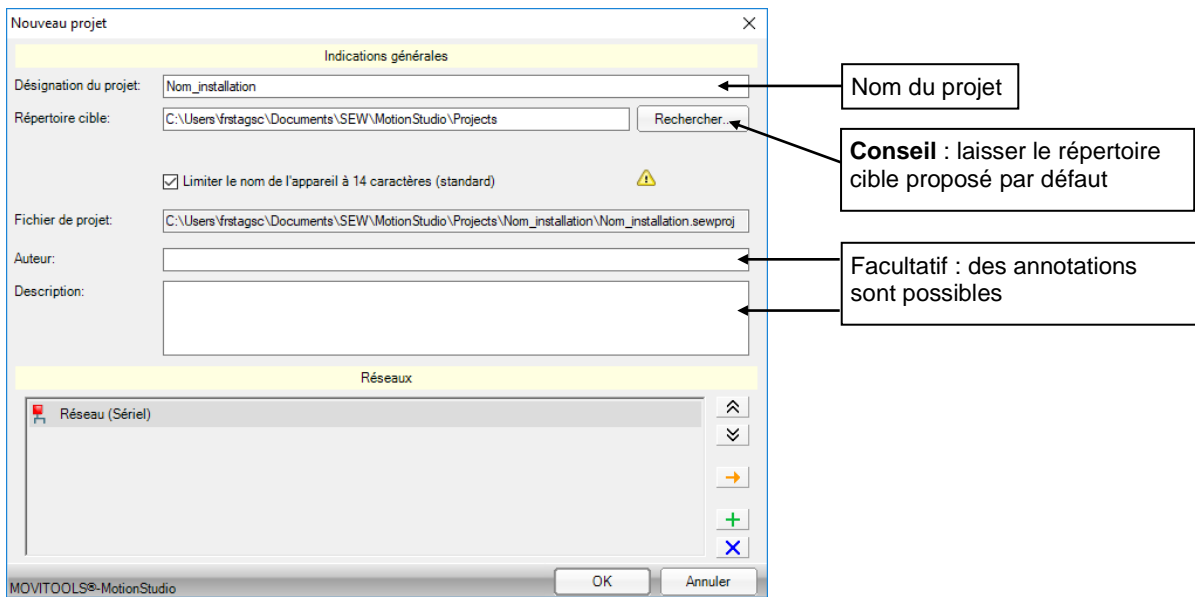 Nouveau projet
Indications générales
Désignation du projet:
Nom_installation
Nom du projet
Répertoire cible:
C:\Users\frstagsc\Documents\SEW\MotionStudio\Projects
Rechercher...
Conseil : laisser le répertoire
cible proposé par défaut
Limiter le nom de l'appareil à 14 caractères (standard)
Fichier de projet:
C:\Users\frstagsc\Documents\SEW\MotionStudio\Projects\Nom_installation\Nom_installation.sewproj
Auteur:
Facultatif : des annotations
sont possibles
Description:
Réseaux
Réseau (Sériel)
OK
Annuler
MOVITOOLS®-MotionStudio